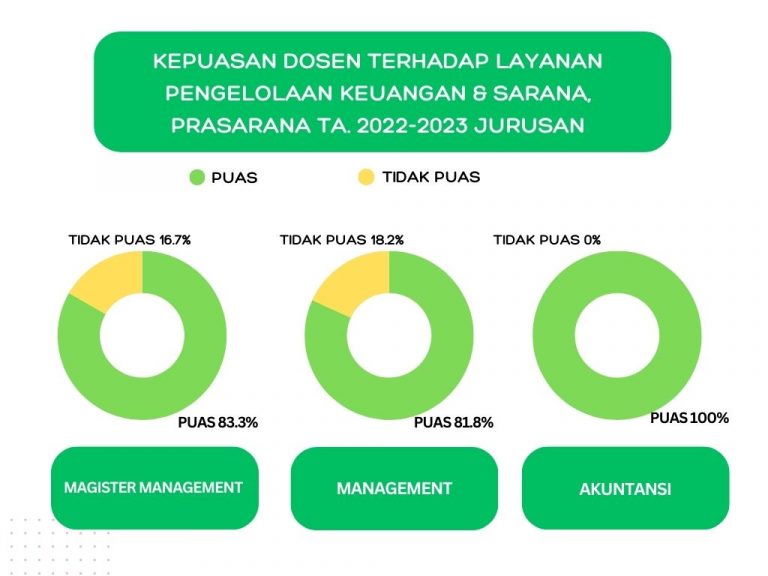 KEPUASAN DOSEN TERHADAP LAYANAN
PENGELOLAAN KEUANGAN & SARANA,
PRASARANA TA. 2022-2023 JURUSAN
PUAS
TIDAK PUAS
TIDAK PUAS 16.7%
TIDAK PUAS 18.2%
TIDAK PUAS 0%
PUAS 83.3%
PUAS 81.8%
PUAS 100%
MAGISTER MANAGEMENT
MANAGEMENT
AKUNTANSI